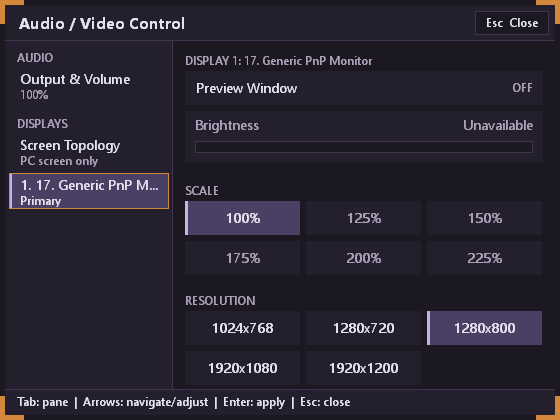 Audio / Video Control
Esc Close
AUDIO
Output & Volume
100%
DISPLAYS
Screen Topology
PC screen only
1. 17. Generic PnP M...
Primary
DISPLAY 1: 17. Generic PnP Monitor
Preview Window OFF
Brightness Unavailable
SCALE
100% 125% 150%
175% 200% 225%
RESOLUTION
1024x768 1280x720 1280x800
1920x1080 1920x1200
Tab: pane | Arrows: navigate/adjust | Enter: apply | Esc: close